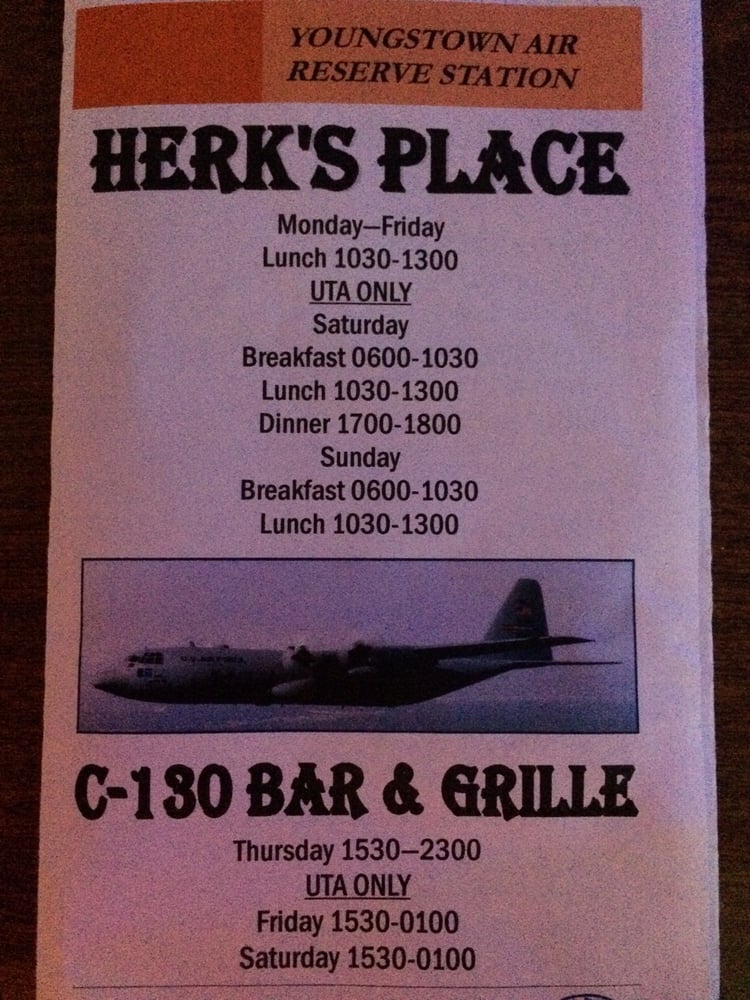 YOUNGSTOWN AIR
RESERVE STATION
HERK'S PLACE
Monday–Friday
Lunch 1030-1300
UTA ONLY
Saturday
Breakfast 0600-1030
Lunch 1030-1300
Dinner 1700-1800
Sunday
Breakfast 0600-1030
Lunch 1030-1300
U.S. AIR FORCE
C-130 BAR & GRILLE
Thursday 1530–2300
UTA ONLY
Friday 1530-0100
Saturday 1530-0100